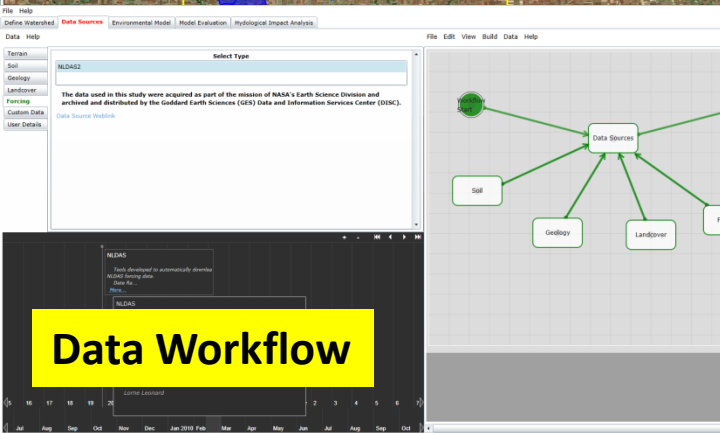 File Help
Define Watershed Data Sources Environmental Model Model Evaluation Hydological Impact Analysis
Data Help
File Edit View Build Data Help
Terrain
Soil
Geology
Landcover
Forcing
Custom Data
User Details
Select Type
NLDAS2
The data used in this study were acquired as part of the mission of NASA's Earth Science Division and
archived and distributed by the Goddard Earth Sciences (GES) Data and Information Services Center (DISC).
Data Source Weblink
Workflow
Start
Data Sources
Soil
Geology
Landcover
F
NLDAS
Tools developed to automatically downloa
NLDAS forcing data.
Data Ra...
More...
NLDAS
Data Workflow
Lorne Leonard
15 16 17 18 19 20 2 3 4 5 6 7
Jul Aug Sep Oct Nov Dec Jan 2010 Feb Mar Apr May Jun Jul Aug Sep Oct